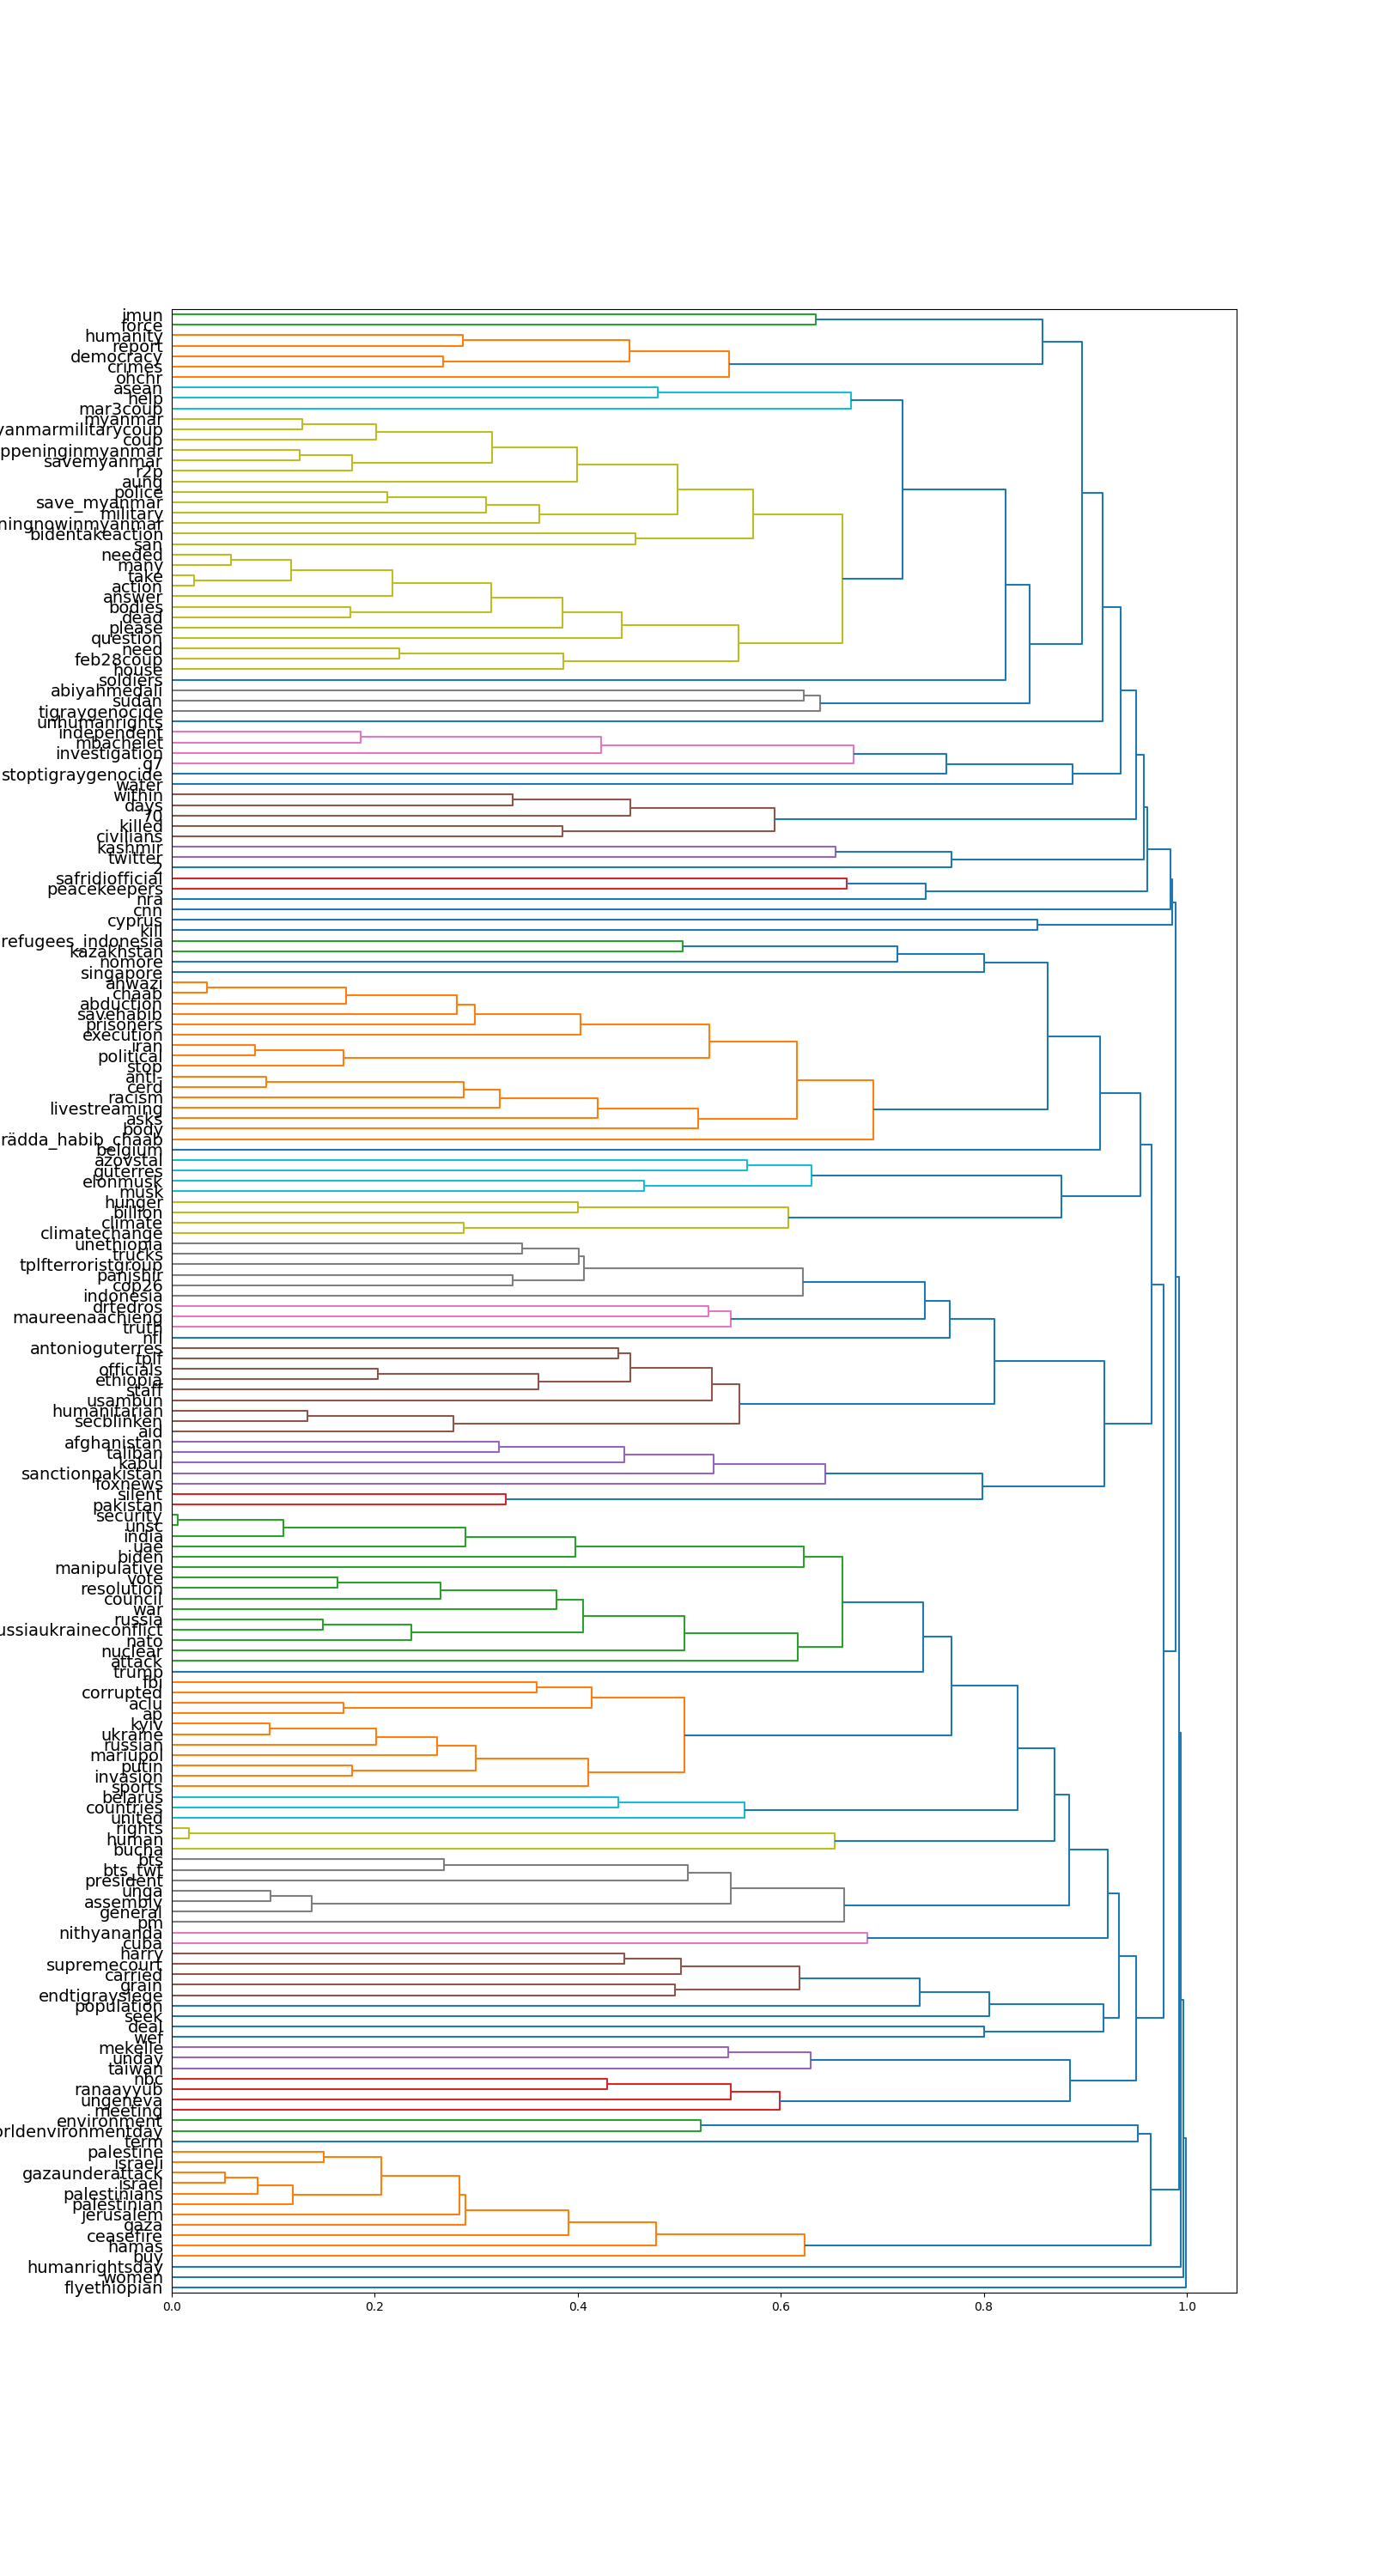 imun
force
humanity
report
democracy
crimes
ohchr
asean
help
mar3coup
myanmar
yanmarmilitarycoup
coup
ppeninginmyanmar
savemyanmar
r2p
aung
police
save_myanmar
military
ningnowinmyanmar
bidentakeaction
san
needed
many
take
action
answer
bodies
dead
please
question
need
feb28coup
house
soldiers
abiyahmedali
sudan
tigraygenocide
unhumanrights
independent
mbachelet
investigation
g7
stoptigraygenocide
water
within
days
70
killed
civilians
kashmir
twitter
2
safridiofficial
peacekeepers
nra
cnn
cyprus
kill
refugees_indonesia
kazakhstan
nomore
singapore
ahwazi
chaab
abduction
savehabib
prisoners
execution
iran
political
stop
anti-
cerd
racism
livestreaming
asks
body
rädda_habib_chaab
belgium
azovstal
guterres
elonmusk
musk
hunger
billion
climate
climatechange
unethiopia
trucks
tplfterroristgroup
panjshir
cop26
indonesia
drtedros
maureenaachieng
truth
nfl
antonioguterres
tplf
officials
ethiopia
staff
usambun
humanitarian
secblinken
aid
afghanistan
taliban
kabul
sanctionpakistan
foxnews
silent
pakistan
security
unsc
india
uae
biden
manipulative
vote
resolution
council
war
russia
ussiaukraineconflict
nato
nuclear
attack
trump
fbi
corrupted
aclu
ap
kyiv
ukraine
russian
mariupol
putin
invasion
sports
belarus
countries
united
rights
human
bucha
bts
bts_twt
president
unga
assembly
general
pm
nithyananda
cuba
harry
supremecourt
carried
grain
endtigraysiege
population
seek
deal
wef
mekelle
unday
taiwan
nbc
ranaayyub
ungeneva
meeting
environment
orldenvironmentday
term
palestine
israeli
gazaunderattack
israel
palestinians
palestinian
jerusalem
gaza
ceasefire
hamas
buy
humanrightsday
women
flyethiopian
0.0 0.2 0.4 0.6 0.8 1.0